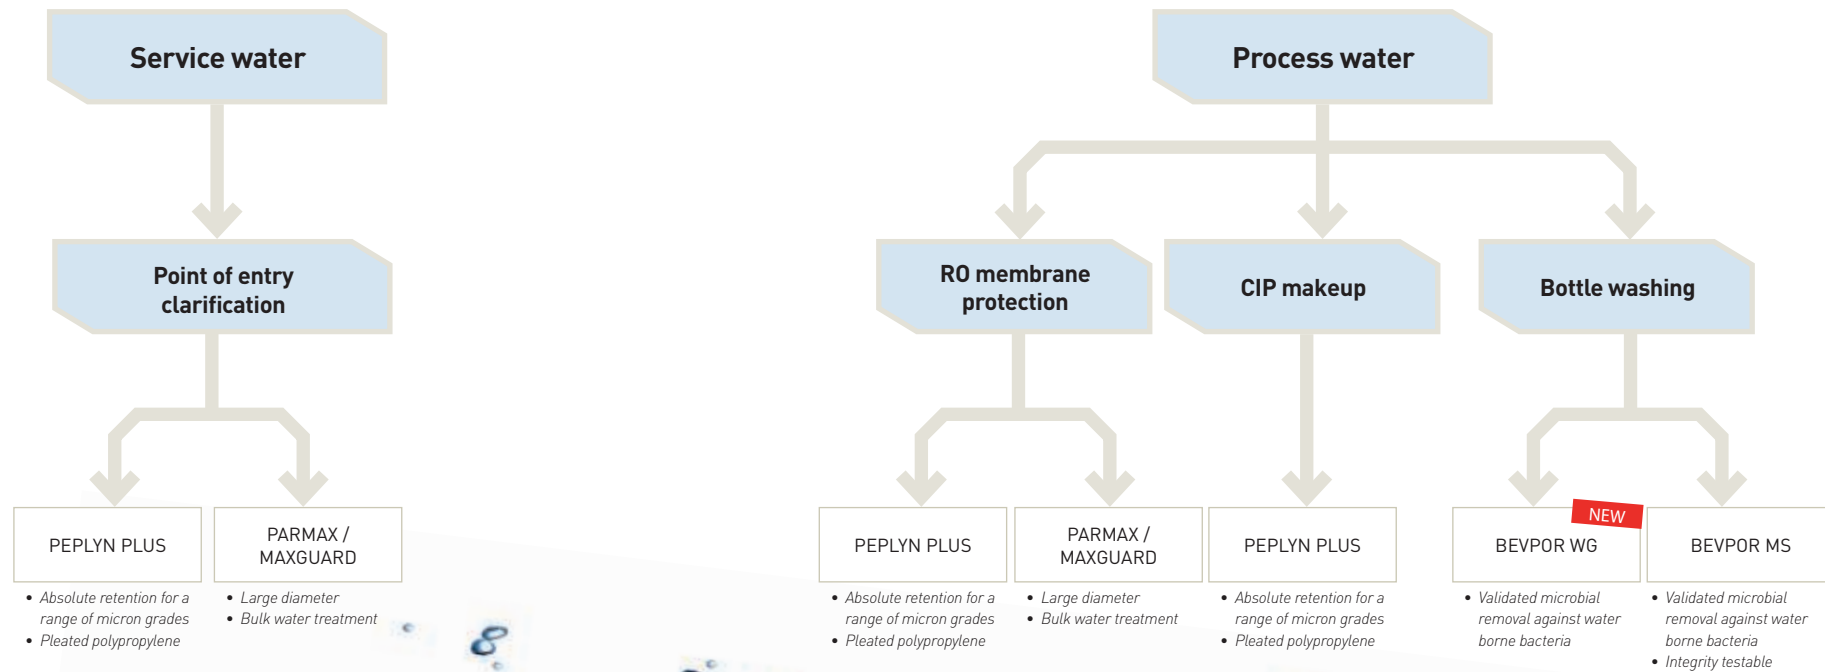 Service water
Process water
Point of entry
clarification
RO membrane
protection
CIP makeup
Bottle washing
PEPLYN PLUS
• Absolute retention for a
range of micron grades
• Pleated polypropylene
PARMAX /
MAXGUARD
• Large diameter
• Bulk water treatment
PEPLYN PLUS
• Absolute retention for a
range of micron grades
• Pleated polypropylene
PARMAX /
MAXGUARD
• Large diameter
• Bulk water treatment
PEPLYN PLUS
• Absolute retention for a
range of micron grades
• Pleated polypropylene
NEW
BEVPOR WG
• Validated microbial
removal against water
borne bacteria
BEVPOR MS
• Validated microbial
removal against water
borne bacteria
• Integrity testable